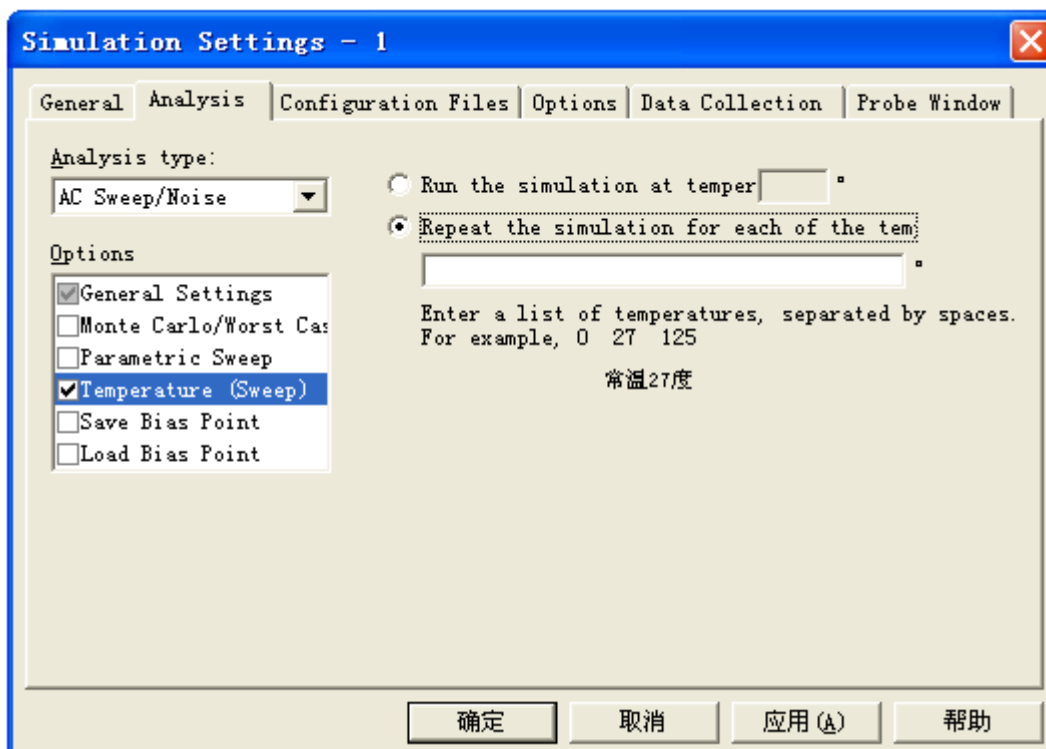 Simulation Settings - 1
General Analysis Configuration Files Options Data Collection Probe Window
Analysis type:
AC Sweep/Noise
Options
General Settings
Monte Carlo/Worst Cas
Parametric Sweep
Temperature (Sweep)
Save Bias Point
Load Bias Point
Run the simulation at temper °
Repeat the simulation for each of the tem
°
Enter a list of temperatures, separated by spaces.
For example, 0 27 125
常温27度
确定 取消 应用(A) 帮助